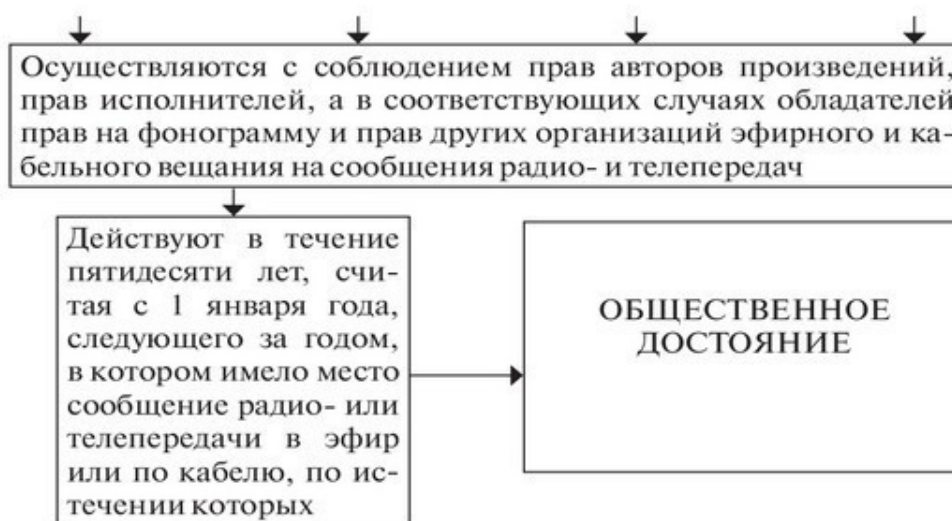 Осуществляются с соблюдением прав авторов произведений,
прав исполнителей, а в соответствующих случаях обладателей
прав на фонограмму и прав других организаций эфирного и ка-
бельного вещания на сообщения радио- и телепередач
Действуют в течение
пятидесяти лет, счи-
тая с 1 января года,
следующего за годом,
в котором имело место
сообщение радио- или
телепередачи в эфир
или по кабелю, по ис-
течении которых
ОБЩЕСТВЕННОЕ
ДОСТОЯНИЕ